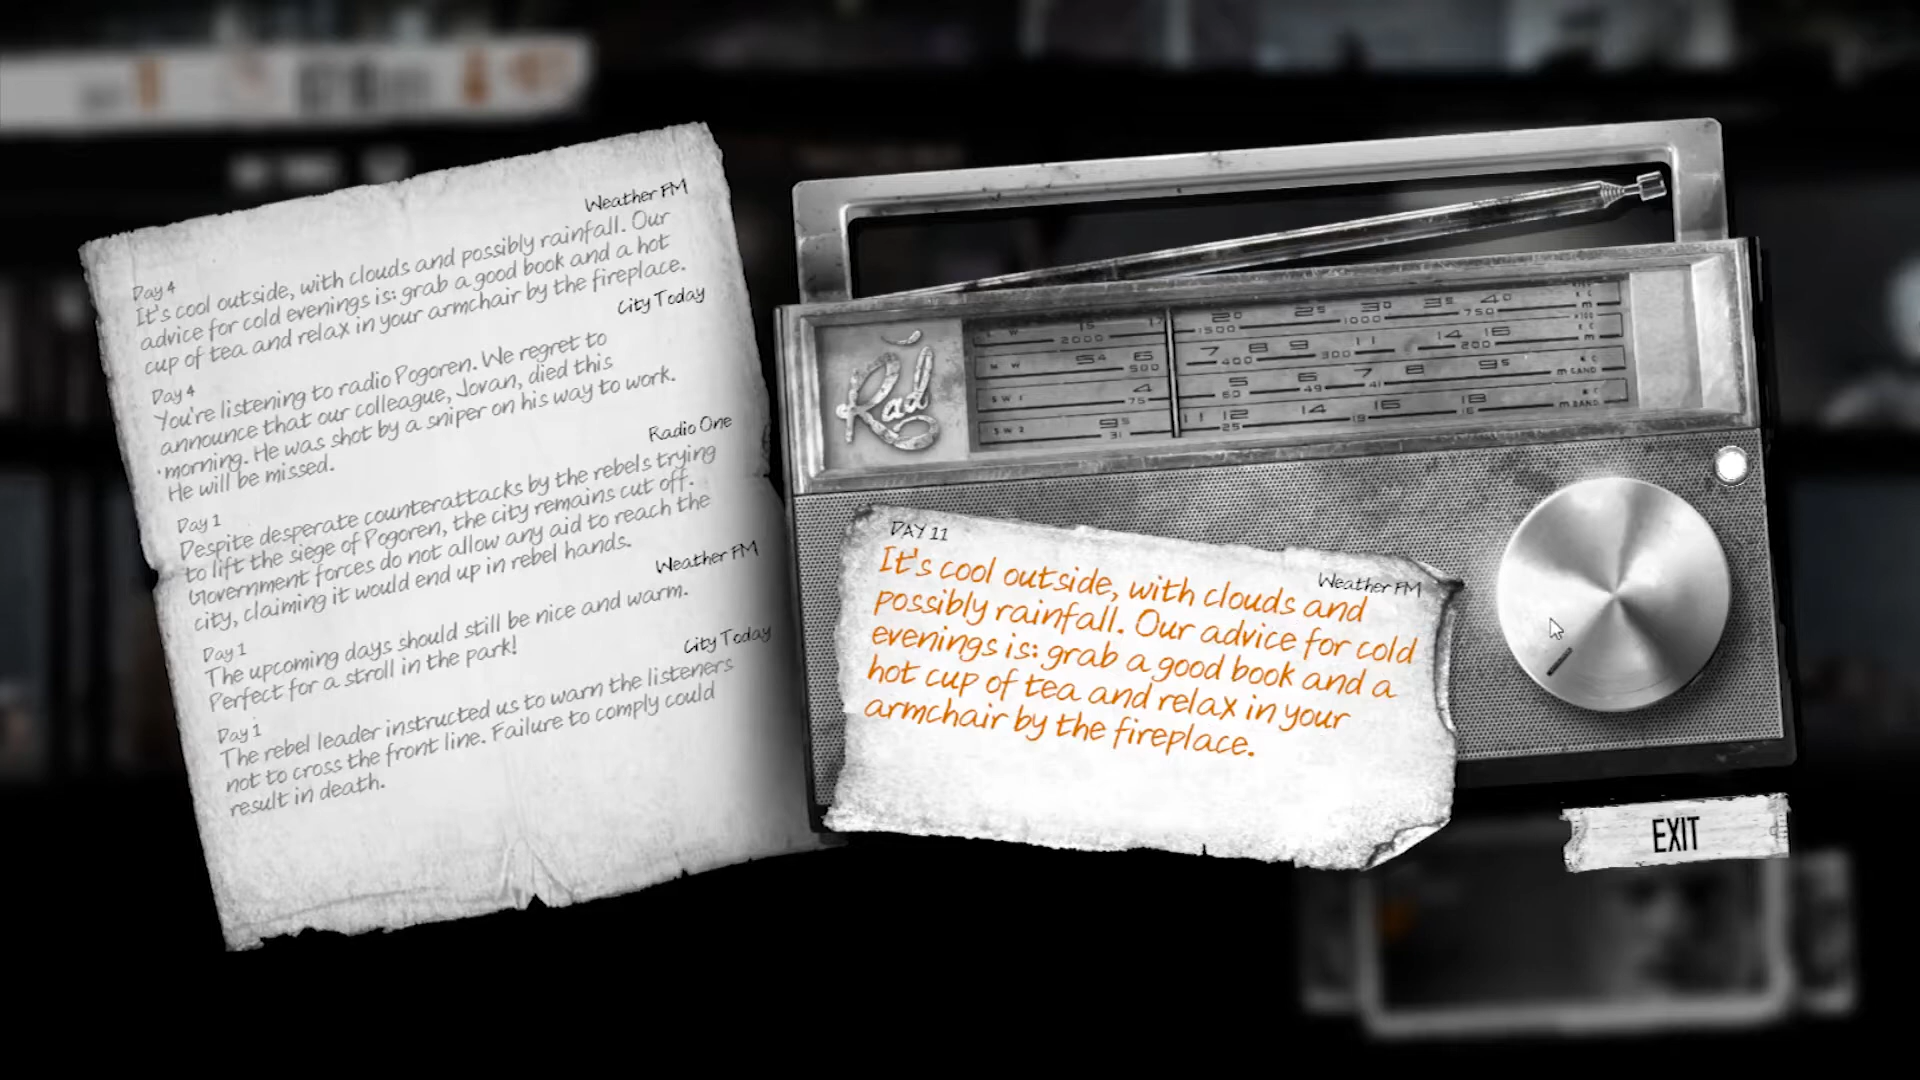 Weather FM
Day 4
It's cool outside, with clouds and possibly rainfall. Our
advice for cold evenings is: grab a good book and a hot
cup of tea and relax in your armchair by the fireplace.
City Today
Day 4
You're listening to radio Pogoren. We regret to
announce that our colleague, Jovan, died this
morning. He was shot by a sniper on his way to work.
He will be missed.
Radio One
Day 1
Despite desperate counterattacks by the rebels trying
to lift the siege of Pogoren, the city remains cut off.
Government forces do not allow any aid to reach the
city, claiming it would end up in rebel hands.
Weather FM
Day 1
The upcoming days should still be nice and warm.
Perfect for a stroll in the park!
City Today
Day 1
The rebel leader instructed us to warn the listeners
not to cross the front line. Failure to comply could
result in death.
Rad
DAY 11
Weather FM
It's cool outside, with clouds and
possibly rainfall. Our advice for cold
evenings is: grab a good book and a
hot cup of tea and relax in your
armchair by the fireplace.
EXIT